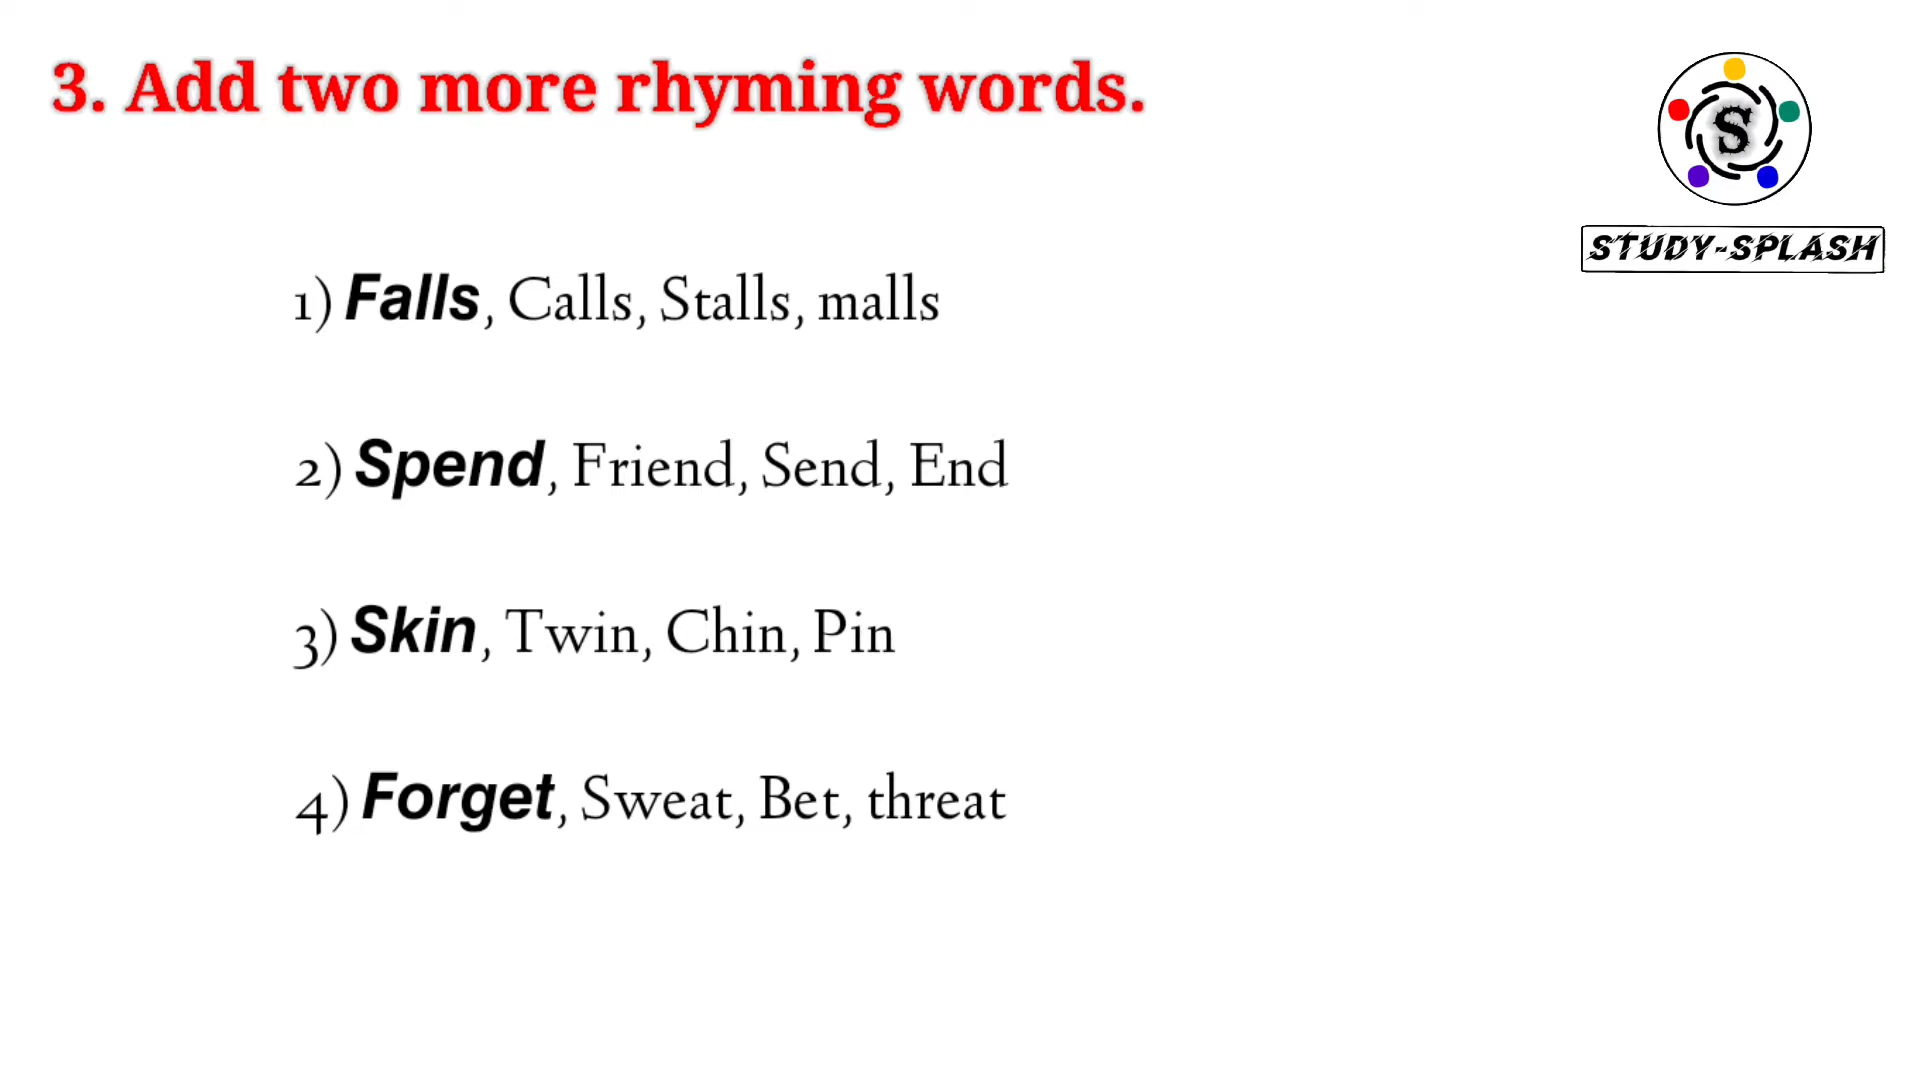 3. Add two more rhyming words.
S
STUDY-SPLASH
1) Falls, Calls, Stalls, malls
2) Spend, Friend, Send, End
3) Skin, Twin, Chin, Pin
4) Forget, Sweat, Bet, threat